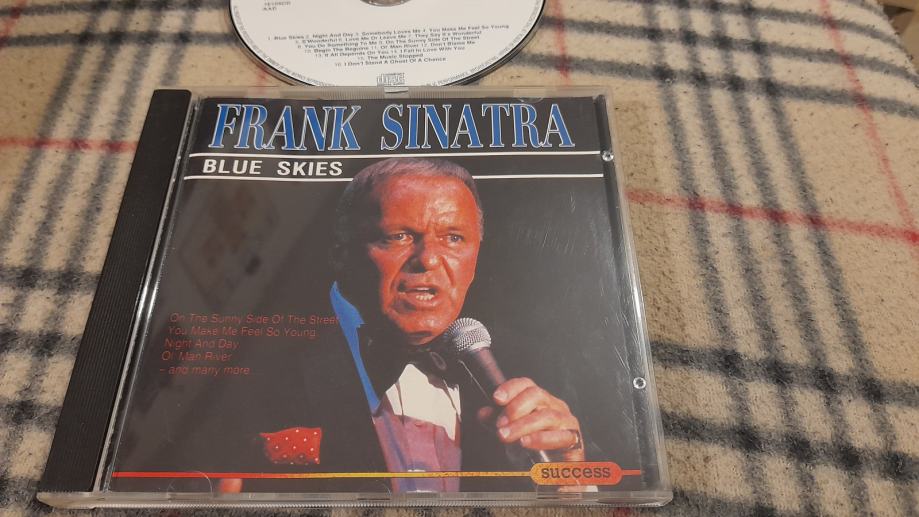 16159CD
AAD
1. Blue Skies 2. Night And Day 3. Somebody Loves Me 4. You Make Me Feel So Young
5. S'Wonderful 6. Love Me Or Leave Me 7. They Say It's Wonderful
8. You Do Something To Me 9. On The Sunny Side Of The Street
10. Begin The Beguine 11. Ol' Man River 12. Don't Blame Me
13. It All Depends On You 14. I Fall In Love With You
15. The Music Stopped
16. I Don't Stand A Ghost Of A Chance
FRANK SINATRA
BLUE SKIES
On The Sunny Side Of The Street
You Make Me Feel So Young
Night And Day
Ol' Man River
– and many more...
success